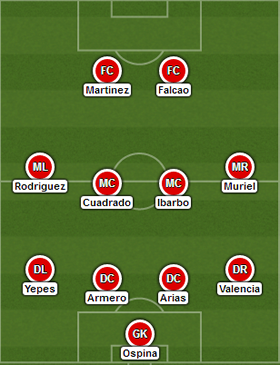 FC FC
Martinez Falcao
ML MR
Rodriguez Muriel
MC MC
Cuadrado Ibarbo
DL DR
Yepes Valencia
DC DC
Armero Arias
GK
Ospina